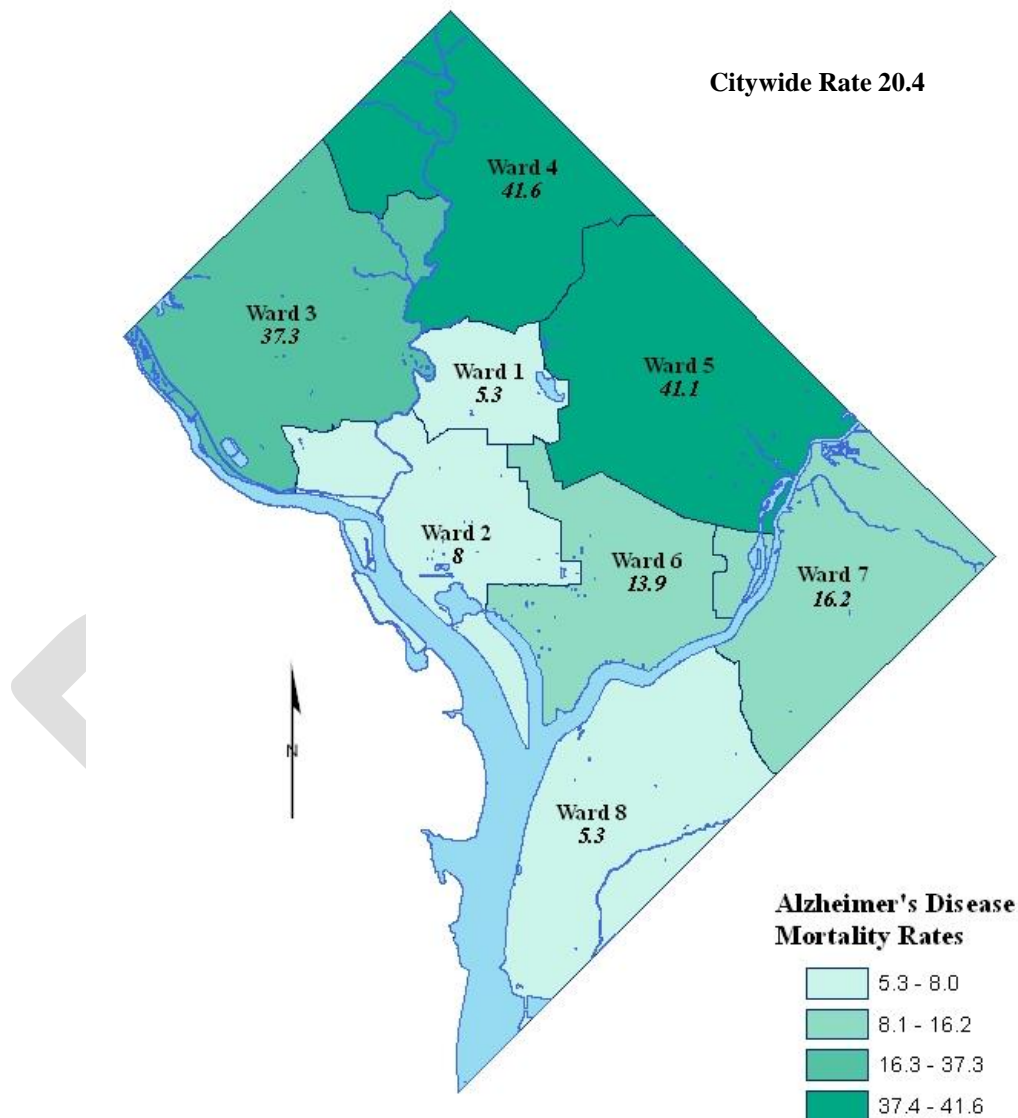 Citywide Rate 20.4
Ward 4
41.6
Ward 3
37.3
Ward 5
41.1
Ward 1
5.3
Ward 2
8
Ward 6
13.9
Ward 7
16.2
N
Ward 8
5.3
Alzheimer's Disease
Mortality Rates
5.3 - 8.0
8.1 - 16.2
16.3 - 37.3
37.4 - 41.6